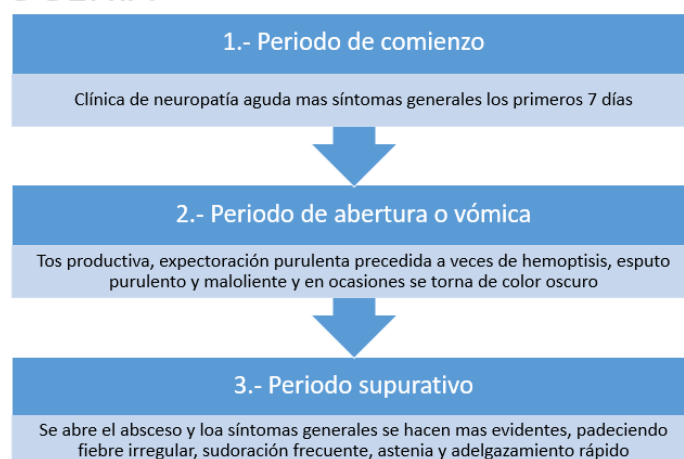 1.- Periodo de comienzo
Clínica de neuropatía aguda mas síntomas generales los primeros 7 días
2.- Periodo de abertura o vómica
Tos productiva, expectoración purulenta precedida a veces de hemoptisis, esputo
purulento y maloliente y en ocasiones se torna de color oscuro
3.- Periodo supurativo
Se abre el absceso y loa síntomas generales se hacen mas evidentes, padeciendo
fiebre irregular, sudoración frecuente, astenia y adelgazamiento rápido